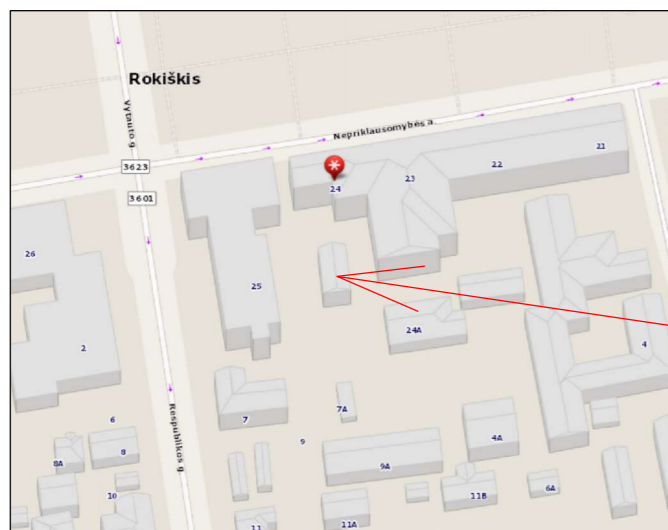 Rokiškis
Vytauto g.
Nepriklausomybės a.
3623
3601
21
22
23
24
26
25
24A
2
4
6
7
7A
8
8A
9
9A
4A
10
11
11A
11B
6A
Respublikos g.